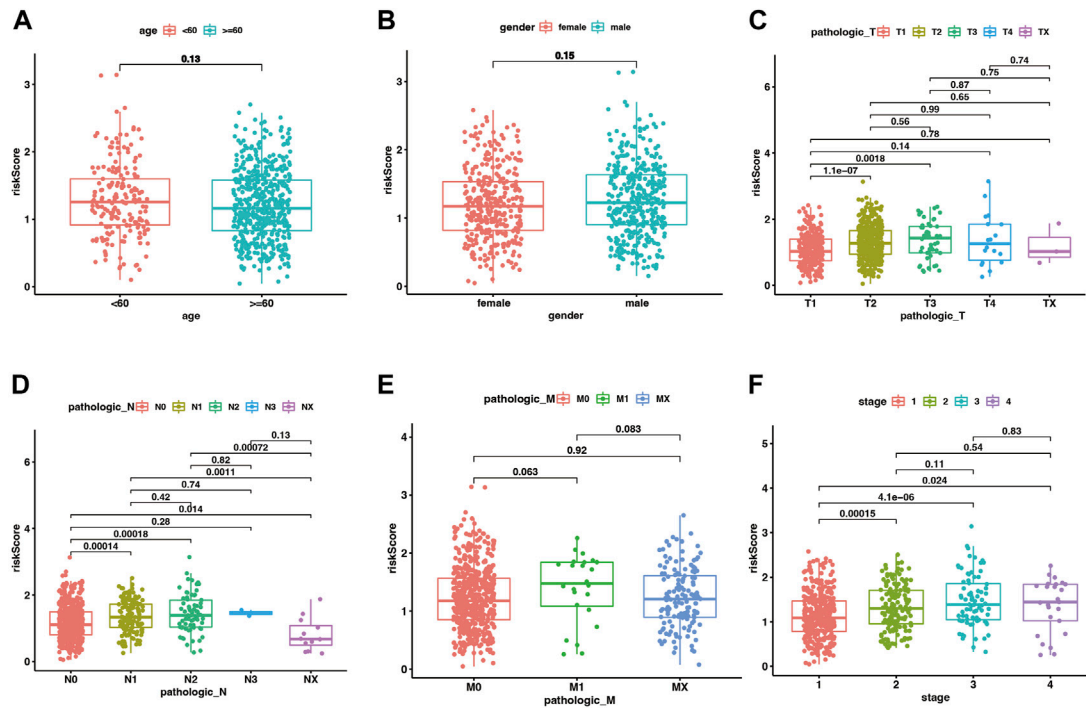 A
age <60 >=60
0.13
3
2
1
0
riskScore
<60 >=60
age
B
gender female male
0.15
3
2
1
0
riskScore
female male
gender
C
pathologic_T T1 T2 T3 T4 TX
0.74
0.75
0.87
0.65
0.99
0.56
0.78
0.14
0.0018
1.1e-07
6
4
2
0
riskScore
T1 T2 T3 T4 TX
pathologic_T
D
pathologic_N N0 N1 N2 N3 NX
0.13
0.00072
0.82
0.0011
0.74
0.42
0.014
0.28
0.00018
0.00014
6
4
2
0
riskScore
N0 N1 N2 N3 NX
pathologic_N
E
pathologic_M M0 M1 MX
0.083
0.92
0.063
4
3
2
1
0
riskScore
M0 M1 MX
pathologic_M
F
stage 1 2 3 4
0.83
0.54
0.11
0.024
4.1e-06
0.00015
5
4
3
2
1
0
riskScore
1 2 3 4
stage